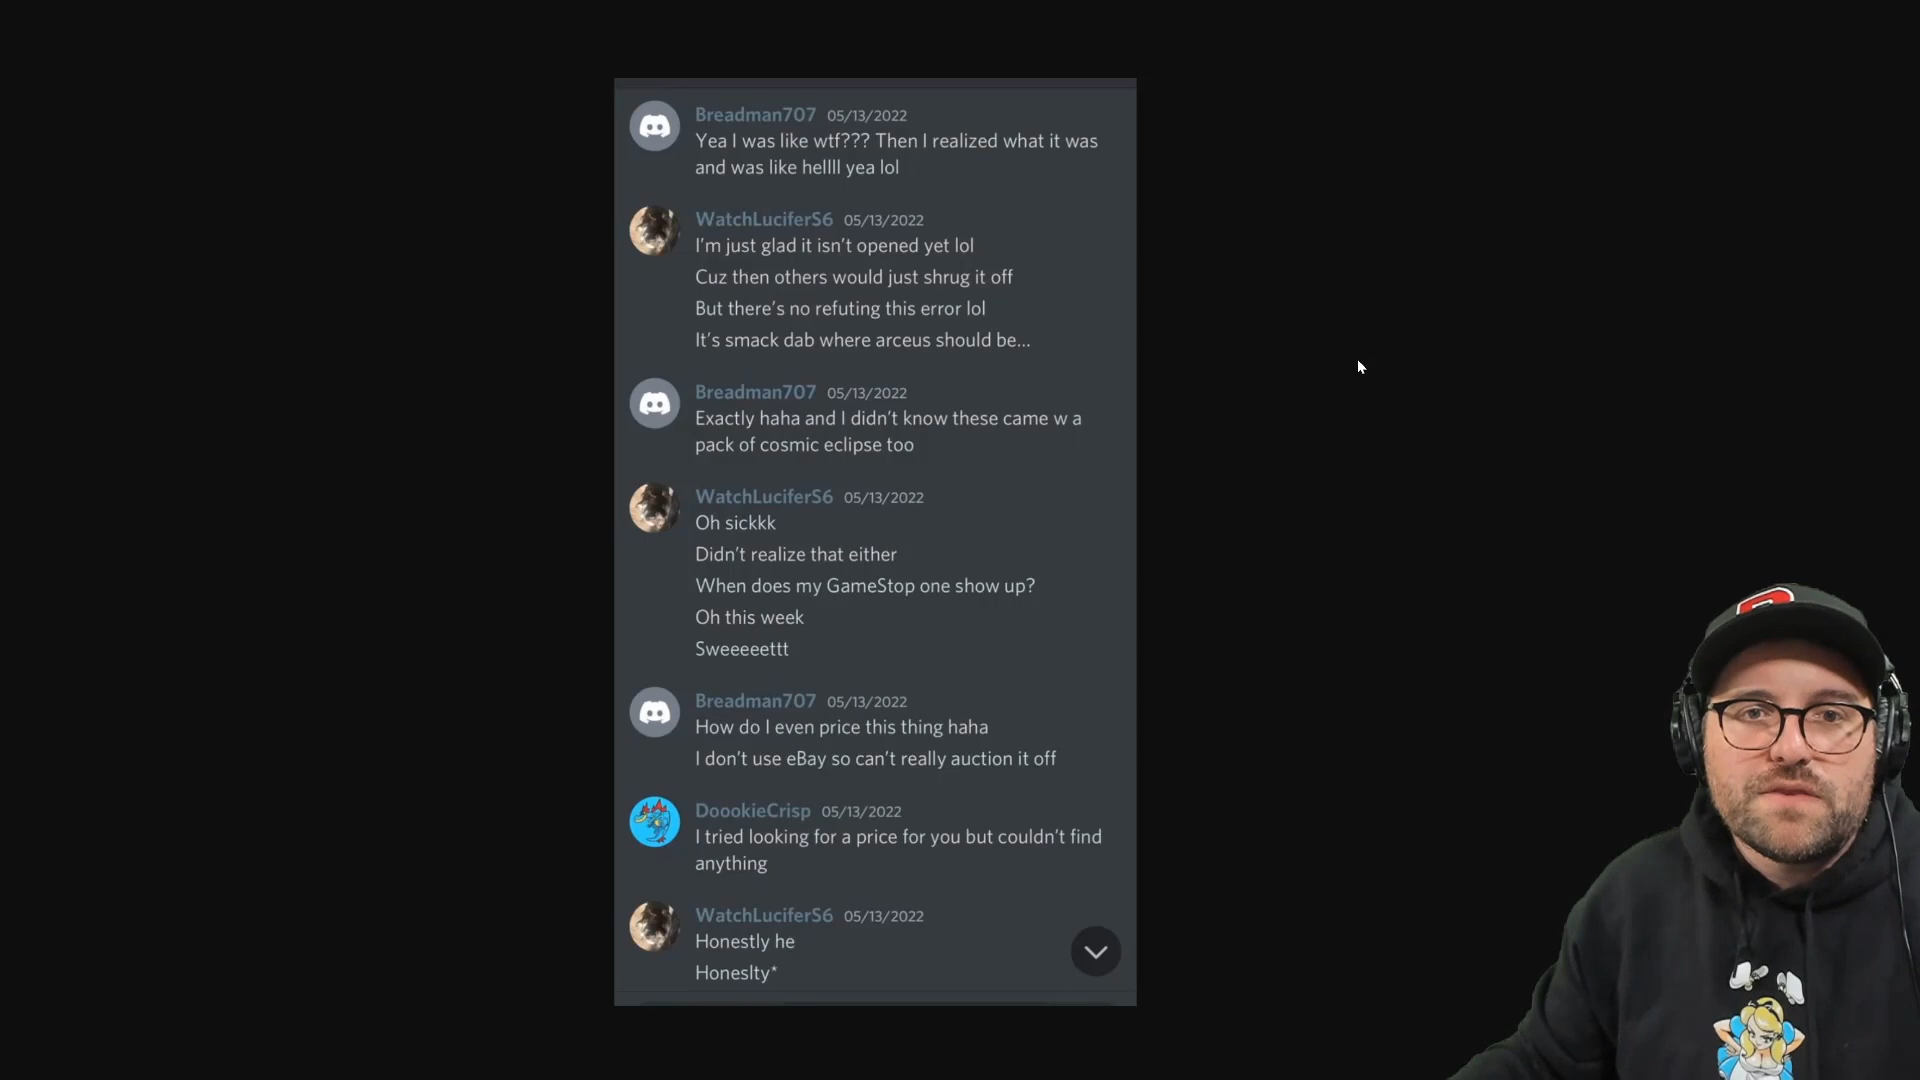 Breadman707 05/13/2022
Yea I was like wtf??? Then I realized what it was
and was like hellll yea lol
WatchLuciferS6 05/13/2022
I'm just glad it isn't opened yet lol
Cuz then others would just shrug it off
But there's no refuting this error lol
It's smack dab where arceus should be...
Breadman707 05/13/2022
Exactly haha and I didn't know these came w a
pack of cosmic eclipse too
WatchLuciferS6 05/13/2022
Oh sickkk
Didn't realize that either
When does my GameStop one show up?
Oh this week
Sweeeeettt
Breadman707 05/13/2022
How do I even price this thing haha
I don't use eBay so can't really auction it off
DoookieCrisp 05/13/2022
I tried looking for a price for you but couldn't find
anything
WatchLuciferS6 05/13/2022
Honestly he
Honeslty*